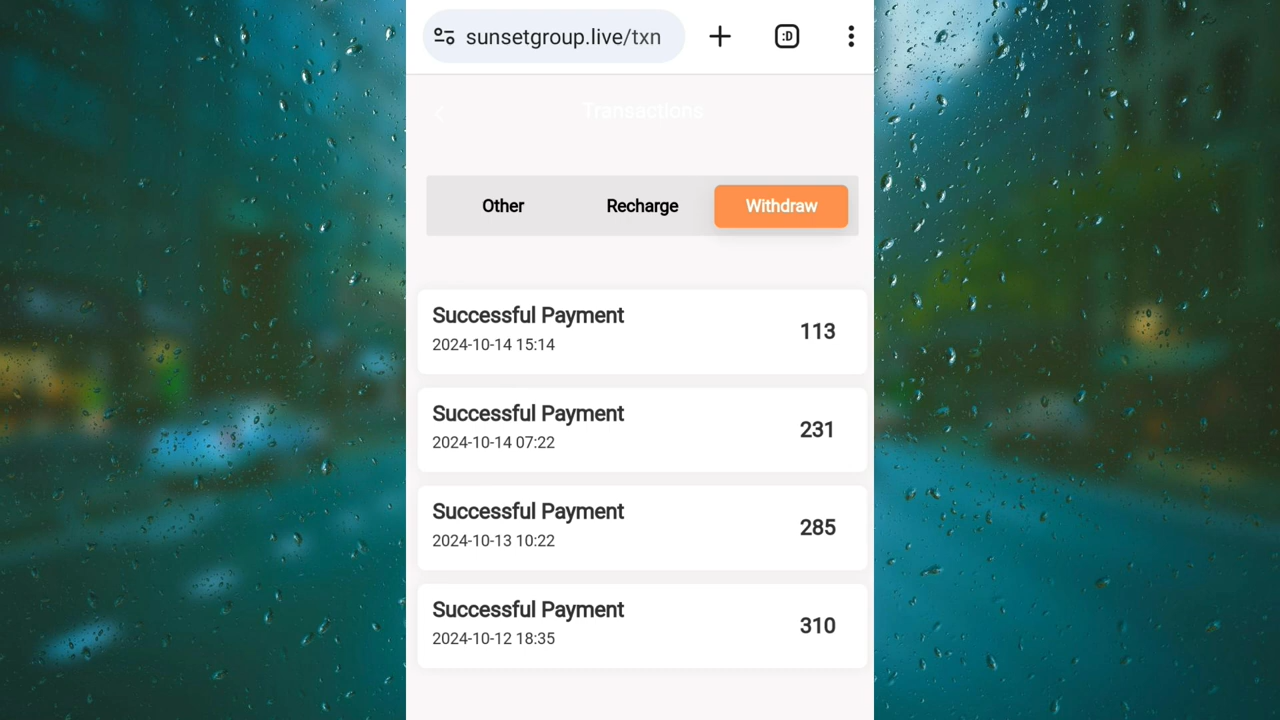 sunsetgroup.live/txn
:D
Transactions
Other Recharge Withdraw
Successful Payment
2024-10-14 15:14
113
Successful Payment
2024-10-14 07:22
231
Successful Payment
2024-10-13 10:22
285
Successful Payment
2024-10-12 18:35
310